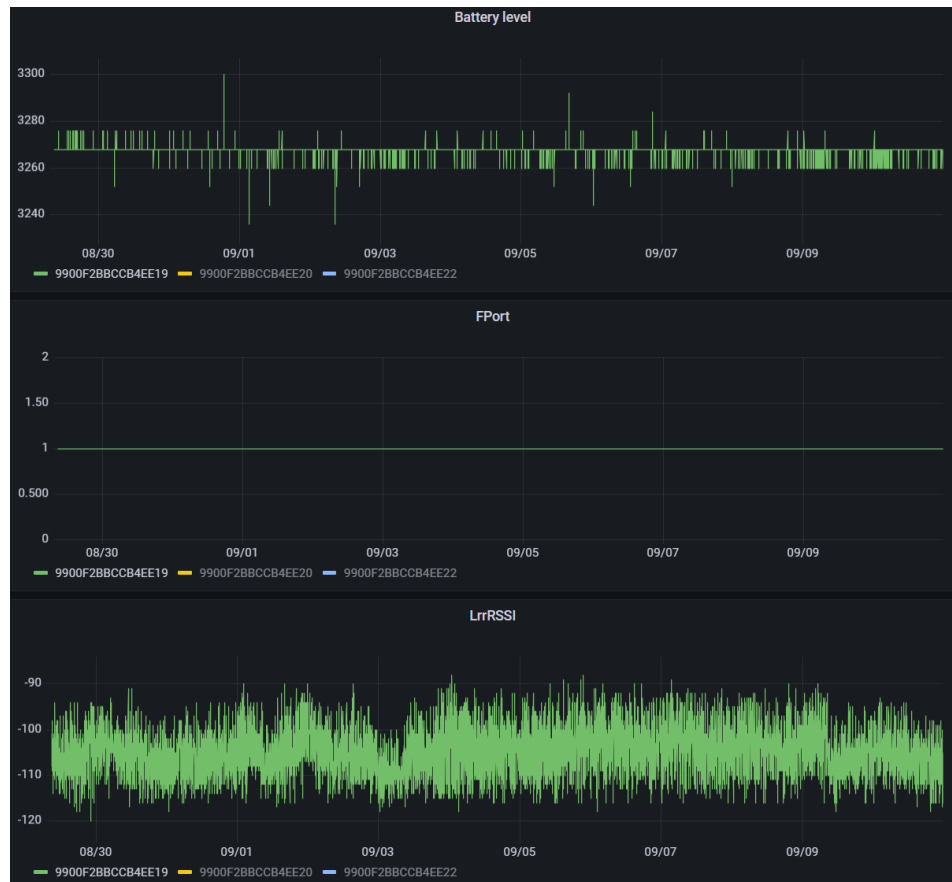 Battery level
3300
3280
3260
3240
08/30 09/01 09/03 09/05 09/07 09/09
9900F2BBCCB4EE19 9900F2BBCCB4EE20 9900F2BBCCB4EE22
FPort
2
1.50
1
0.500
0
08/30 09/01 09/03 09/05 09/07 09/09
9900F2BBCCB4EE19 9900F2BBCCB4EE20 9900F2BBCCB4EE22
LrrRSSI
-90
-100
-110
-120
08/30 09/01 09/03 09/05 09/07 09/09
9900F2BBCCB4EE19 9900F2BBCCB4EE20 9900F2BBCCB4EE22